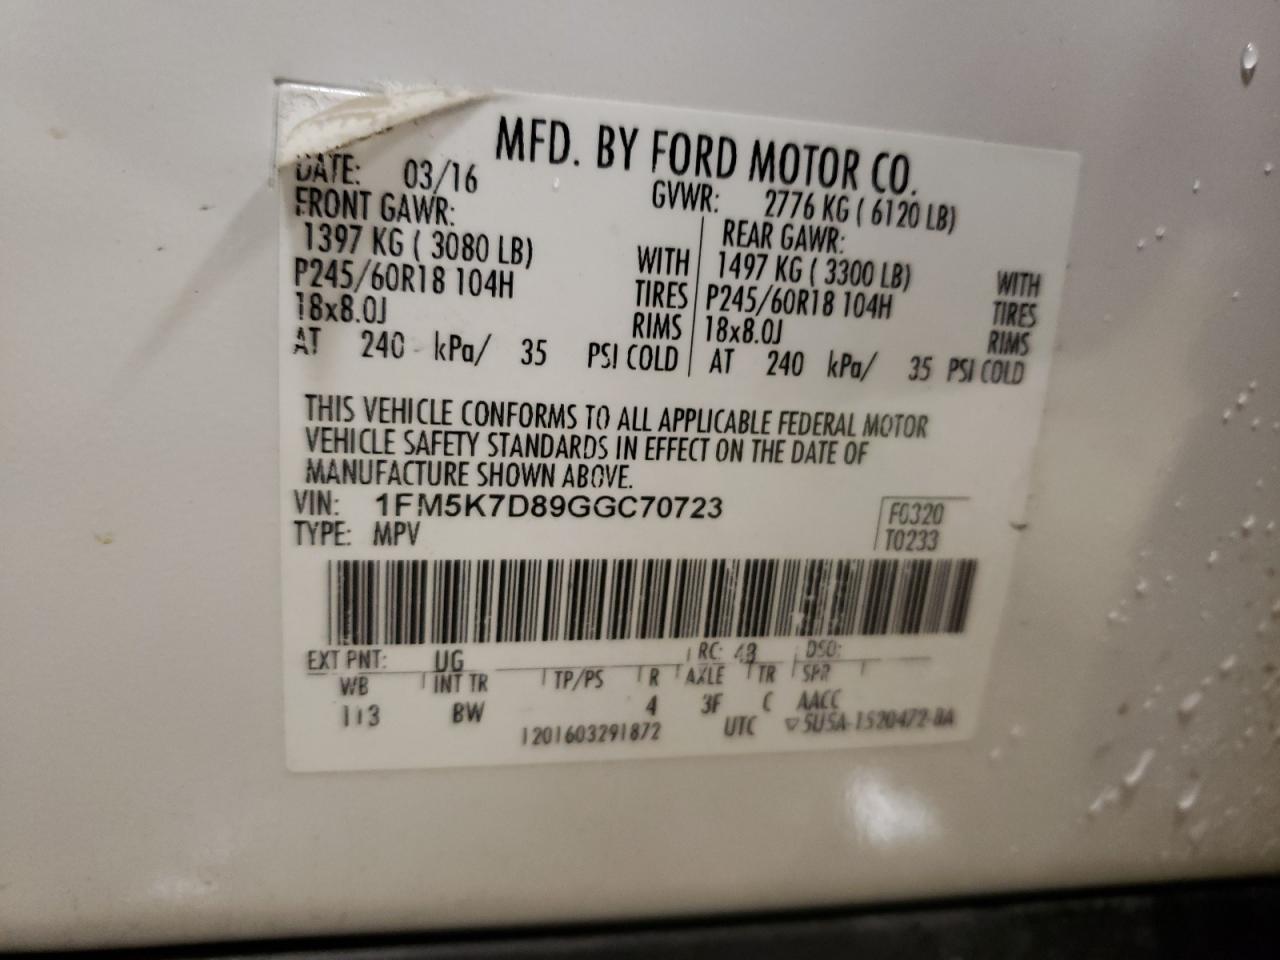 MFD. BY FORD MOTOR CO.
DATE: 03/16 GVWR: 2776 KG ( 6120 LB)
FRONT GAWR: REAR GAWR:
1397 KG ( 3080 LB) WITH 1497 KG ( 3300 LB) WITH
P245/60R18 104H TIRES P245/60R18 104H TIRES
18x8.0J RIMS 18x8.0J RIMS
AT 240 kPa/ 35 PSI COLD AT 240 kPa/ 35 PSI COLD
THIS VEHICLE CONFORMS TO ALL APPLICABLE FEDERAL MOTOR
VEHICLE SAFETY STANDARDS IN EFFECT ON THE DATE OF
MANUFACTURE SHOWN ABOVE.
VIN: 1FM5K7D89GGC70723 F0320
TYPE: MPV T0233
EXT PNT: UG RC: 43 DSO:
WB INT TR TP/PS R AXLE TR SPR
113 BW 4 3F C AACC
1201603291872 UTC ▽5U5A-1520472-BA